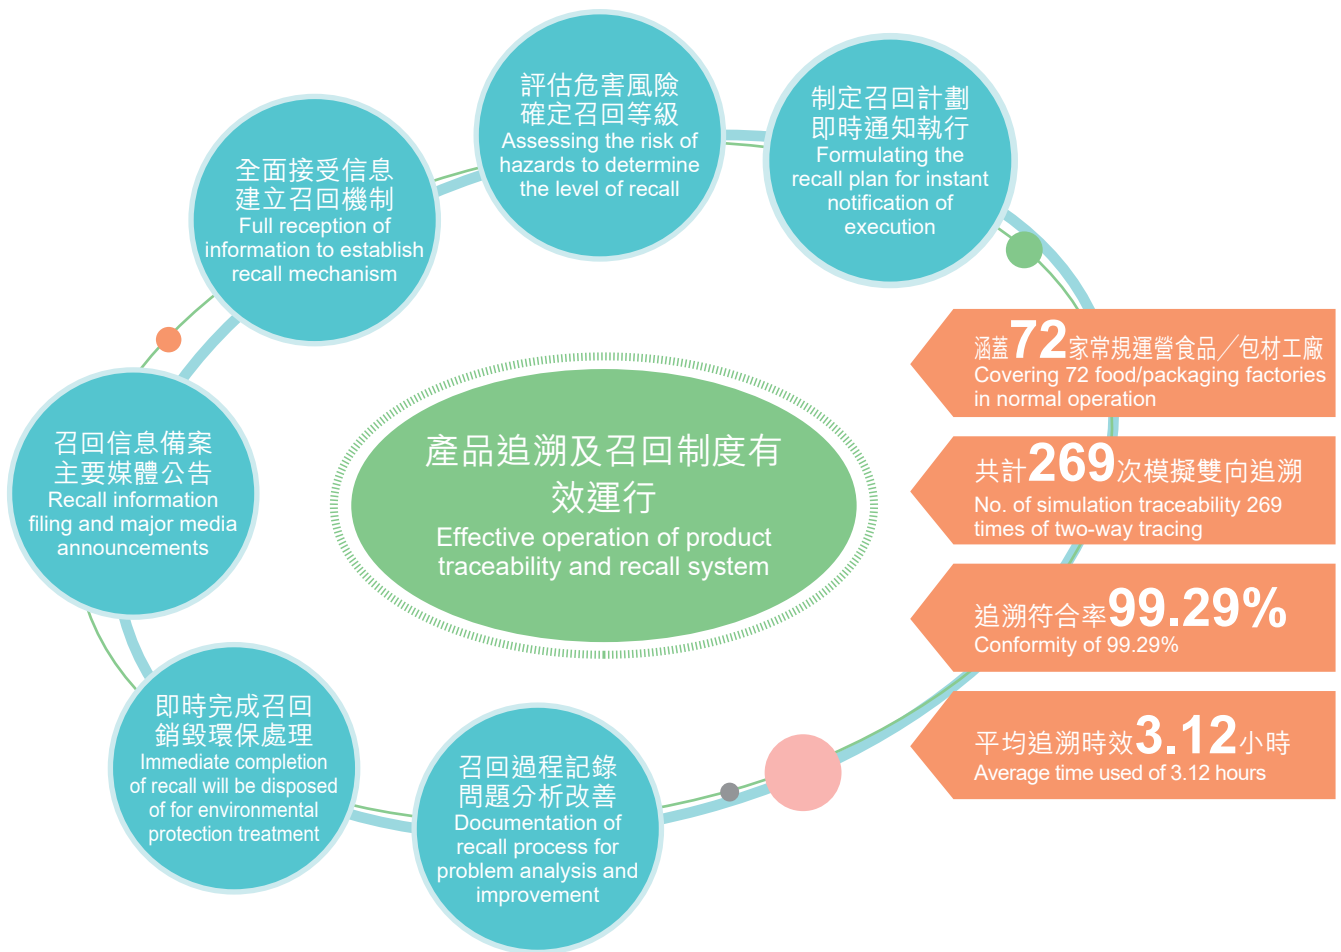 評估危害風險
確定召回等級
Assessing the risk of
hazards to determine
the level of recall
制定召回計劃
即時通知執行
Formulating the
recall plan for instant
notification of
execution
全面接受信息
建立召回機制
Full reception of
information to establish
recall mechanism
涵蓋72家常規運營食品╱包材工廠
Covering 72 food/packaging factories
in normal operation
召回信息備案
主要媒體公告
Recall information
filing and major media
announcements
產品追溯及召回制度有
效運行
Effective operation of product
traceability and recall system
共計269次模擬雙向追溯
No. of simulation traceability 269
times of two-way tracing
追溯符合率99.29%
Conformity of 99.29%
即時完成召回
銷毀環保處理
Immediate completion
of recall will be disposed
of for environmental
protection treatment
召回過程記錄
問題分析改善
Documentation of
recall process for
problem analysis and
improvement
平均追溯時效3.12小時
Average time used of 3.12 hours